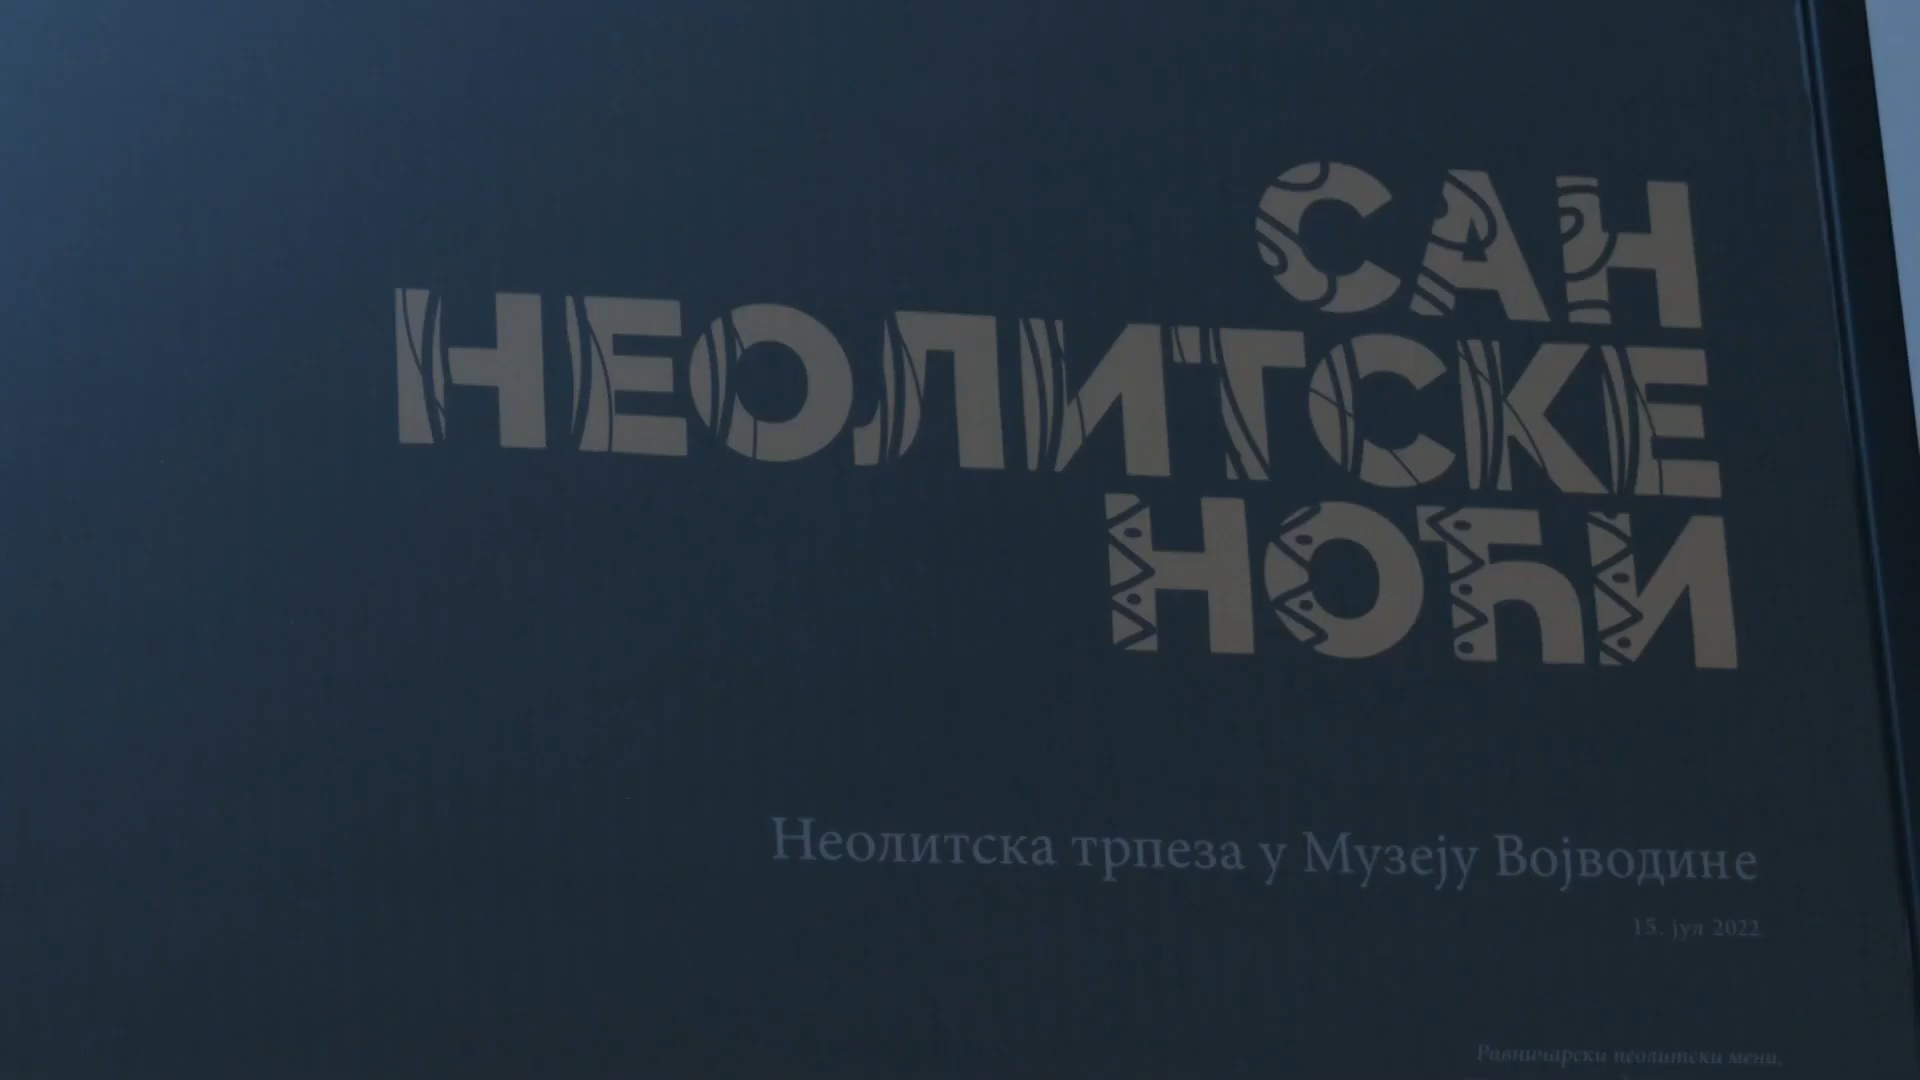 САН
НЕОЛИТСКЕ
НОЋИ
Неолитска трпеза у Музеју Војводине
15. јул 2022.
Равничарски неолитски мени,